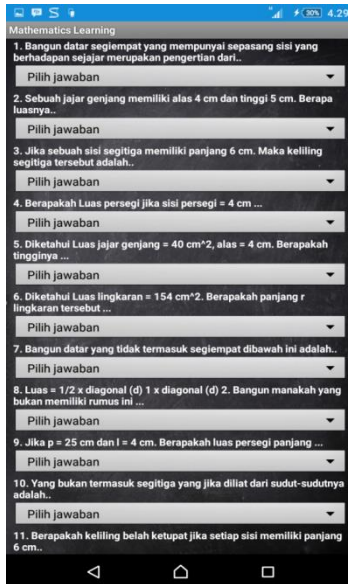 30% 4.29
Mathematics Learning
1. Bangun datar segiempat yang mempunyai sepasang sisi yang
berhadapan sejajar merupakan pengertian dari..
Pilih jawaban
2. Sebuah jajar genjang memiliki alas 4 cm dan tinggi 5 cm. Berapa
luasnya..
Pilih jawaban
3. Jika sebuah sisi segitiga memiliki panjang 6 cm. Maka keliling
segitiga tersebut adalah..
Pilih jawaban
4. Berapakah Luas persegi jika sisi persegi = 4 cm ...
Pilih jawaban
5. Diketahui Luas jajar genjang = 40 cm^2, alas = 4 cm. Berapakah
tingginya ...
Pilih jawaban
6. Diketahui Luas lingkaran = 154 cm^2. Berapakah panjang r
lingkaran tersebut ...
Pilih jawaban
7. Bangun datar yang tidak termasuk segiempat dibawah ini adalah..
Pilih jawaban
8. Luas = 1/2 x diagonal (d) 1 x diagonal (d) 2. Bangun manakah yang
bukan memiliki rumus ini ...
Pilih jawaban
9. Jika p = 25 cm dan l = 4 cm. Berapakah luas persegi panjang ...
Pilih jawaban
10. Yang bukan termasuk segitiga yang jika diliat dari sudut-sudutnya
adalah..
Pilih jawaban
11. Berapakah keliling belah ketupat jika setiap sisi memiliki panjang
6 cm..